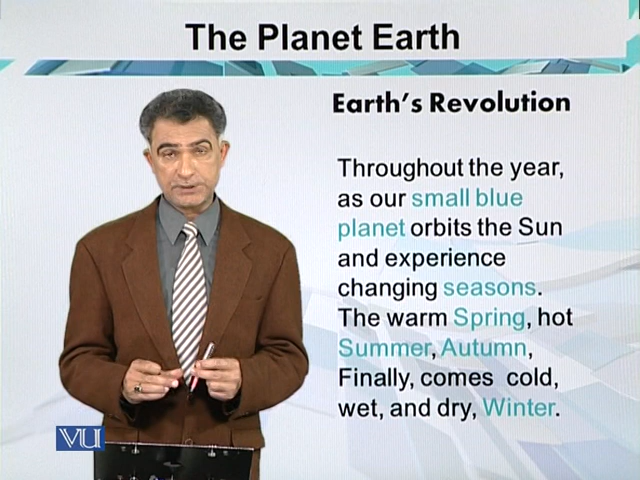 The Planet Earth
Earth's Revolution
Throughout the year,
as our small blue
planet orbits the Sun
and experience
changing seasons.
The warm Spring, hot
Summer, Autumn,
Finally, comes cold,
wet, and dry, Winter.
VU